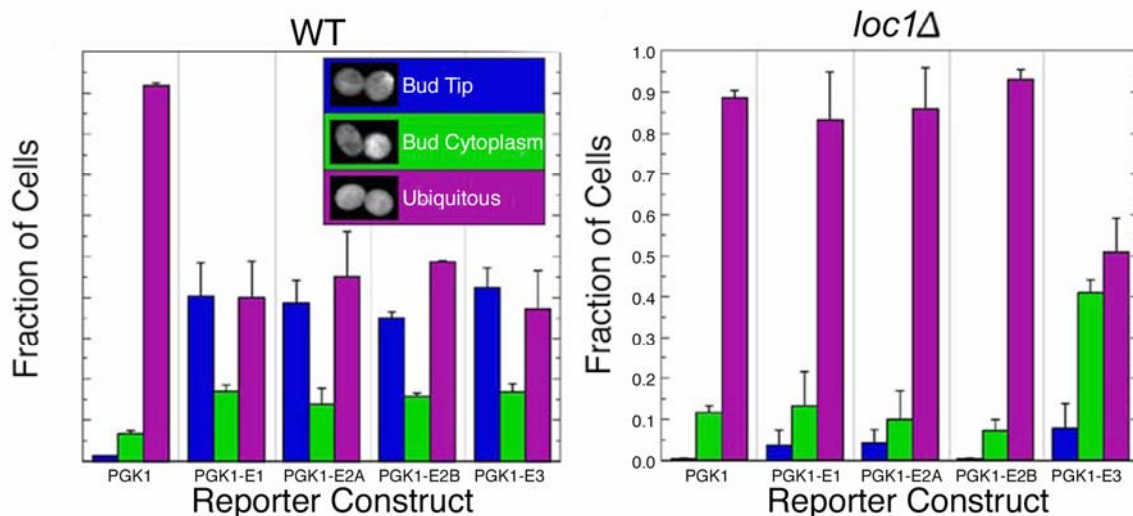 WT
Bud Tip
Bud Cytoplasm
Ubiquitous
Fraction of Cells
PGK1 PGK1-E1 PGK1-E2A PGK1-E2B PGK1-E3
Reporter Construct
loc1Δ
1.0
0.9
0.8
0.7
0.6
0.5
0.4
0.3
0.2
0.1
0.0
Fraction of Cells
PGK1 PGK1-E1 PGK1-E2A PGK1-E2B PGK1-E3
Reporter Construct